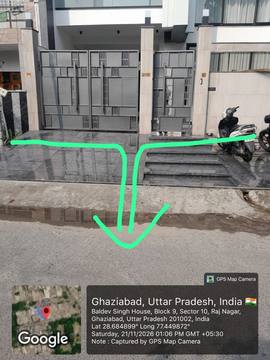 GPS Map Camera
Ghaziabad, Uttar Pradesh, India
Baldev Singh House, Block 9, Sector 10, Raj Nagar,
Ghaziabad, Uttar Pradesh 201002, India
Lat 28.684899° Long 77.449872°
Saturday, 21/11/2026 01:06 PM GMT +05:30
Note : Captured by GPS Map Camera
Google